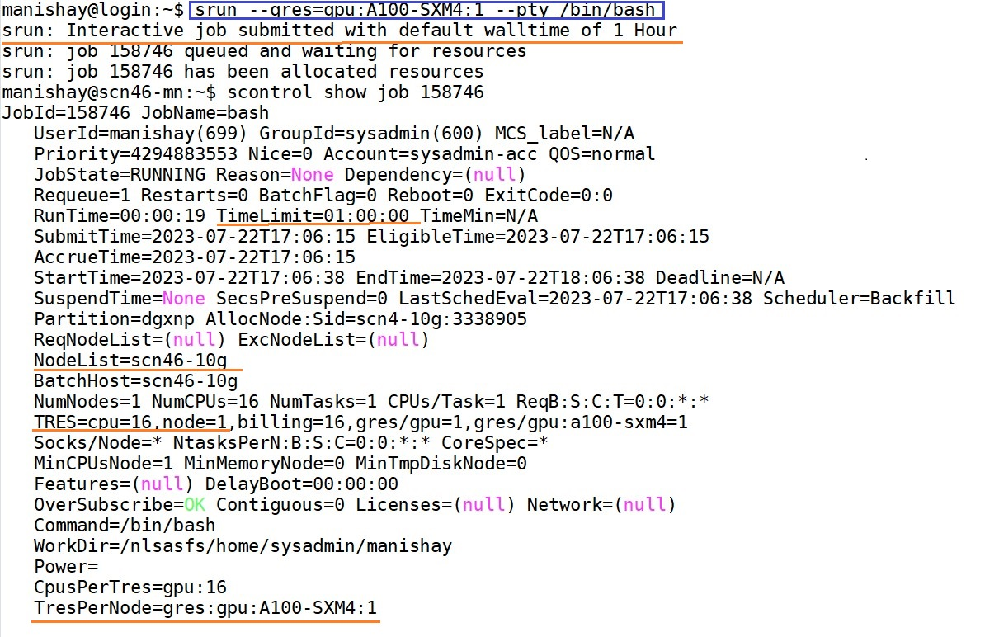 manishay@login:~$ srun --gres=gpu:A100-SXM4:1 --pty /bin/bash
srun: Interactive job submitted with default walltime of 1 Hour
srun: job 158746 queued and waiting for resources
srun: job 158746 has been allocated resources
manishay@scn46-mn:~$ scontrol show job 158746
JobId=158746 JobName=bash
   UserId=manishay(699) GroupId=sysadmin(600) MCS_label=N/A
   Priority=4294883553 Nice=0 Account=sysadmin-acc QOS=normal
   JobState=RUNNING Reason=None Dependency=(null)
   Requeue=1 Restarts=0 BatchFlag=0 Reboot=0 ExitCode=0:0
   RunTime=00:00:19 TimeLimit=01:00:00 TimeMin=N/A
   SubmitTime=2023-07-22T17:06:15 EligibleTime=2023-07-22T17:06:15
   AccrueTime=2023-07-22T17:06:15
   StartTime=2023-07-22T17:06:38 EndTime=2023-07-22T18:06:38 Deadline=N/A
   SuspendTime=None SecsPreSuspend=0 LastSchedEval=2023-07-22T17:06:38 Scheduler=Backfill
   Partition=dgxnp AllocNode:Sid=scn4-10g:3338905
   ReqNodeList=(null) ExcNodeList=(null)
   NodeList=scn46-10g
   BatchHost=scn46-10g
   NumNodes=1 NumCPUs=16 NumTasks=1 CPUs/Task=1 ReqB:S:C:T=0:0:*:*
   TRES=cpu=16,node=1,billing=16,gres/gpu=1,gres/gpu:a100-sxm4=1
   Socks/Node=* NtasksPerN:B:S:C=0:0:*:* CoreSpec=*
   MinCPUsNode=1 MinMemoryNode=0 MinTmpDiskNode=0
   Features=(null) DelayBoot=00:00:00
   OverSubscribe=OK Contiguous=0 Licenses=(null) Network=(null)
   Command=/bin/bash
   WorkDir=/nlsasfs/home/sysadmin/manishay
   Power=
   CpusPerTres=gpu:16
   TresPerNode=gres:gpu:A100-SXM4:1